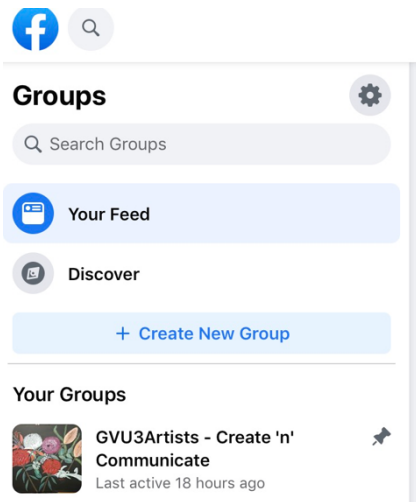 Groups
Search Groups
Your Feed
Discover
+ Create New Group
Your Groups
GVU3Artists - Create 'n'
Communicate
Last active 18 hours ago